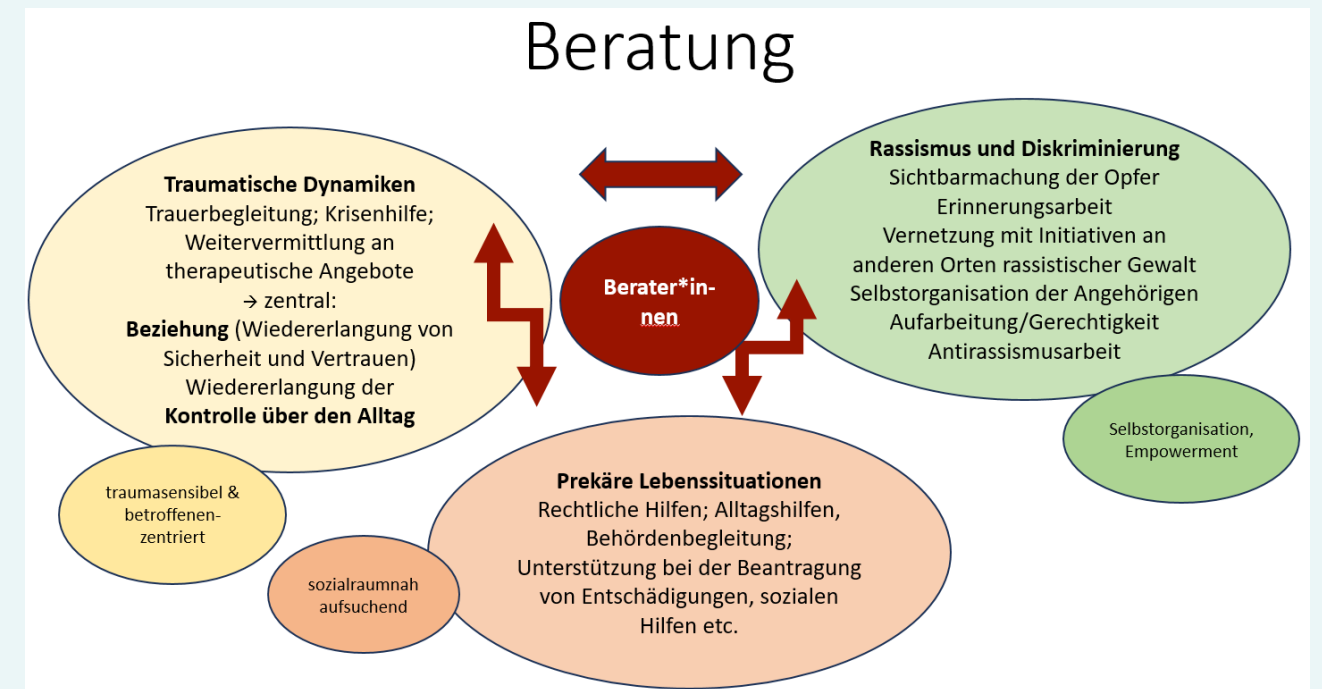 Beratung
Traumatische Dynamiken
Trauerbegleitung; Krisenhilfe;
Weitervermittlung an
therapeutische Angebote
→ zentral:
Beziehung (Wiedererlangung von
Sicherheit und Vertrauen)
Wiedererlangung der
Kontrolle über den Alltag
traumasensibel &
betroffenen-
zentriert
Berater*in-
nen
Rassismus und Diskriminierung
Sichtbarmachung der Opfer
Erinnerungsarbeit
Vernetzung mit Initiativen an
anderen Orten rassistischer Gewalt
Selbstorganisation der Angehörigen
Aufarbeitung/Gerechtigkeit
Antirassismusarbeit
Selbstorganisation,
Empowerment
Prekäre Lebenssituationen
Rechtliche Hilfen; Alltagshilfen,
Behördenbegleitung;
Unterstützung bei der Beantragung
von Entschädigungen, sozialen
Hilfen etc.
sozialraumnah
aufsuchend